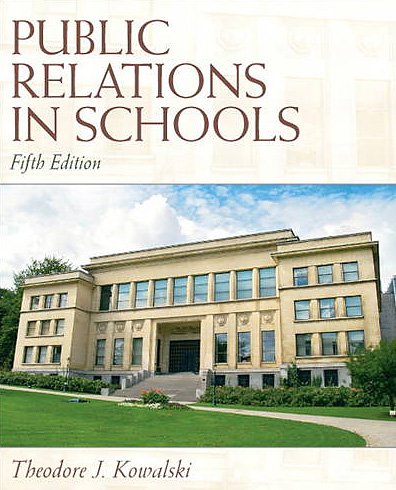 PUBLIC
RELATIONS
IN SCHOOLS
Fifth Edition
Theodore J. Kowalski